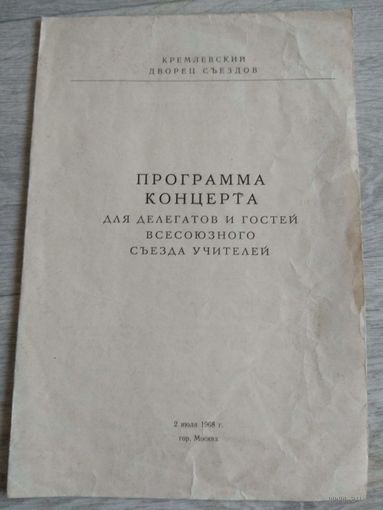 КРЕМЛЕВСКИЙ
ДВОРЕЦ СЪЕЗДОВ
ПРОГРАММА
КОНЦЕРТА
ДЛЯ ДЕЛЕГАТОВ И ГОСТЕЙ
ВСЕСОЮЗНОГО
СЪЕЗДА УЧИТЕЛЕЙ
2 июля 1968 г.
гор. Москва